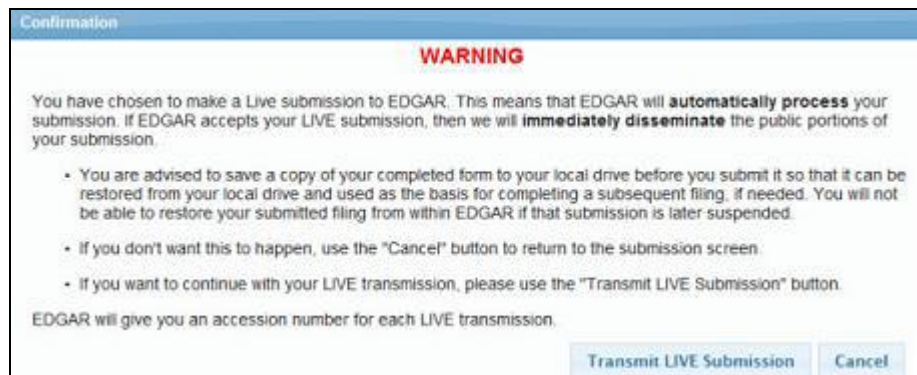 Confirmation
WARNING
You have chosen to make a Live submission to EDGAR. This means that EDGAR will automatically process your
submission. If EDGAR accepts your LIVE submission, then we will immediately disseminate the public portions of
your submission.
• You are advised to save a copy of your completed form to your local drive before you submit it so that it can be
restored from your local drive and used as the basis for completing a subsequent filing, if needed. You will not
be able to restore your submitted filing from within EDGAR if that submission is later suspended.
• If you don't want this to happen, use the "Cancel" button to return to the submission screen.
• If you want to continue with your LIVE transmission, please use the "Transmit LIVE Submission" button.
EDGAR will give you an accession number for each LIVE transmission.
Transmit LIVE Submission Cancel